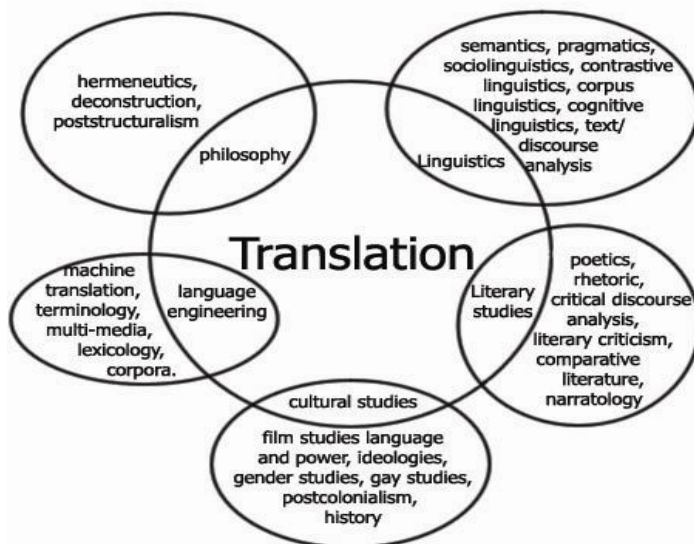 hermeneutics,
deconstruction,
poststructuralism
philosophy
semantics, pragmatics,
sociolinguistics, contrastive
linguistics, corpus
linguistics, cognitive
linguistics, text/
discourse
analysis
Linguistics
Translation
machine
translation,
terminology,
multi-media,
lexicology,
corpora.
language
engineering
Literary
studies
poetics,
rhetoric,
critical discourse
analysis,
literary criticism,
comparative
literature,
narratology
cultural studies
film studies language
and power, ideologies,
gender studies, gay studies,
postcolonialism,
history